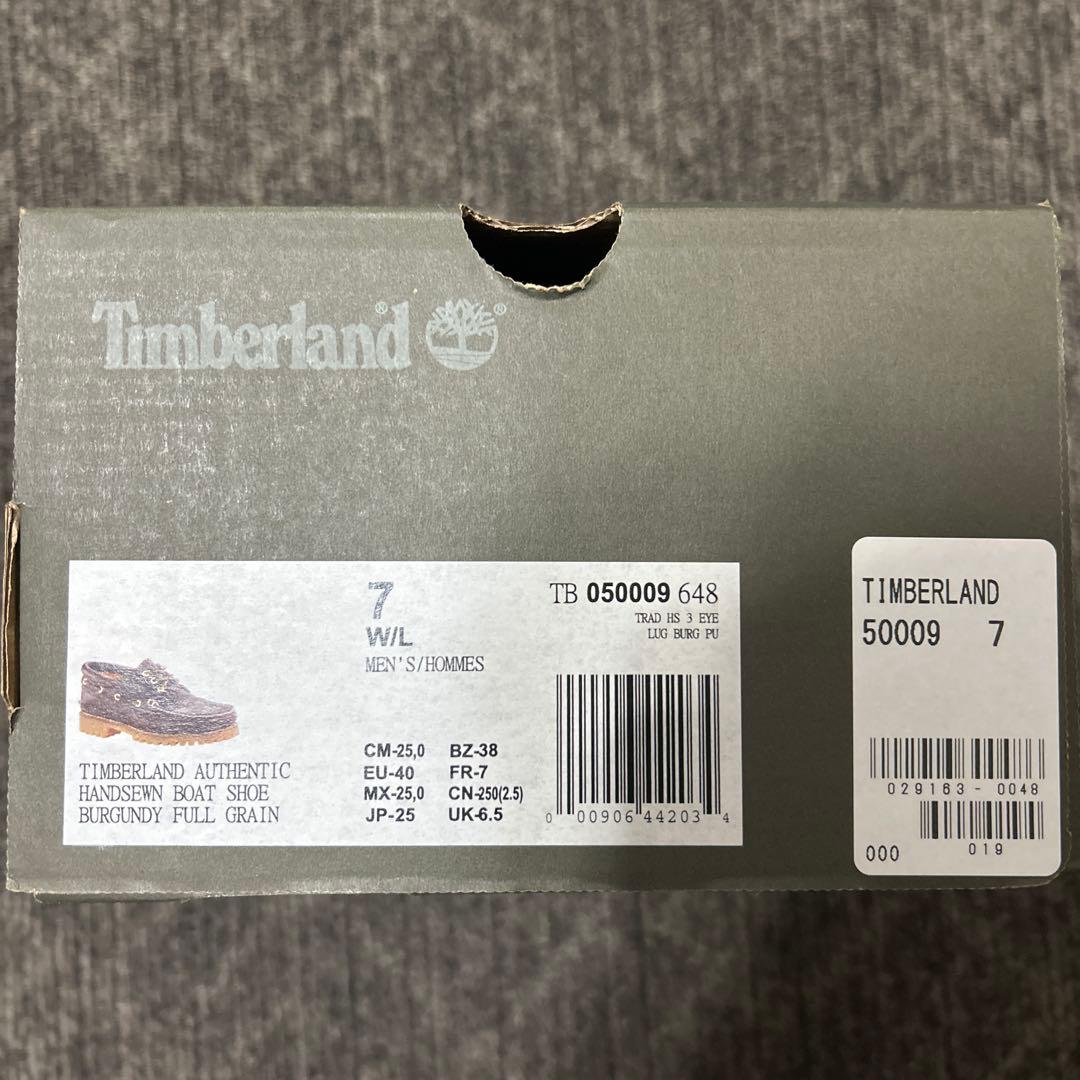 Timberland® ®
7
W/L
MEN'S/HOMMES
TB 050009 648
TRAD HS 3 EYE
LUG BURG PU
TIMBERLAND AUTHENTIC
HANDSEWN BOAT SHOE
BURGUNDY FULL GRAIN
CM-25,0 BZ-38
EU-40 FR-7
MX-25,0 CN-250(2.5)
JP-25 UK-6.5
0 00906 44203 4
TIMBERLAND
50009 7
029163-0048
019
000